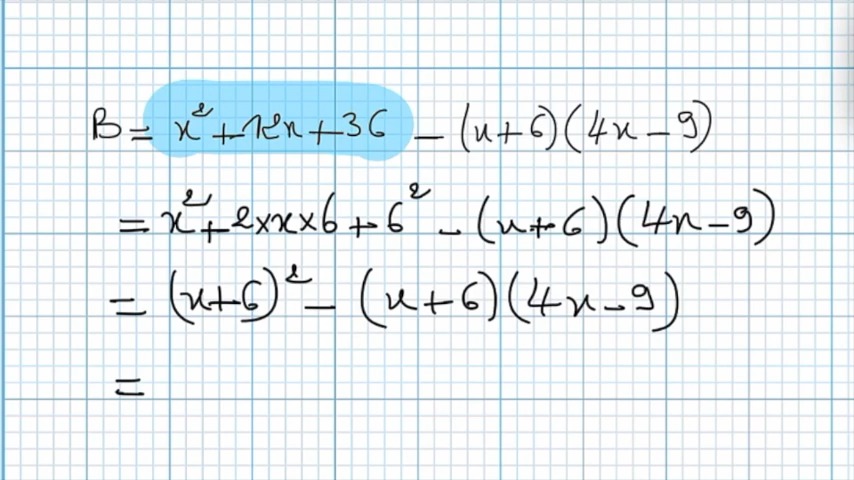 B = x² + 12x + 36 - (x+6)(4x-9)
= x² + 2×x×6 + 6² - (x+6)(4x-9)
= (x+6)² - (x+6)(4x-9)
=